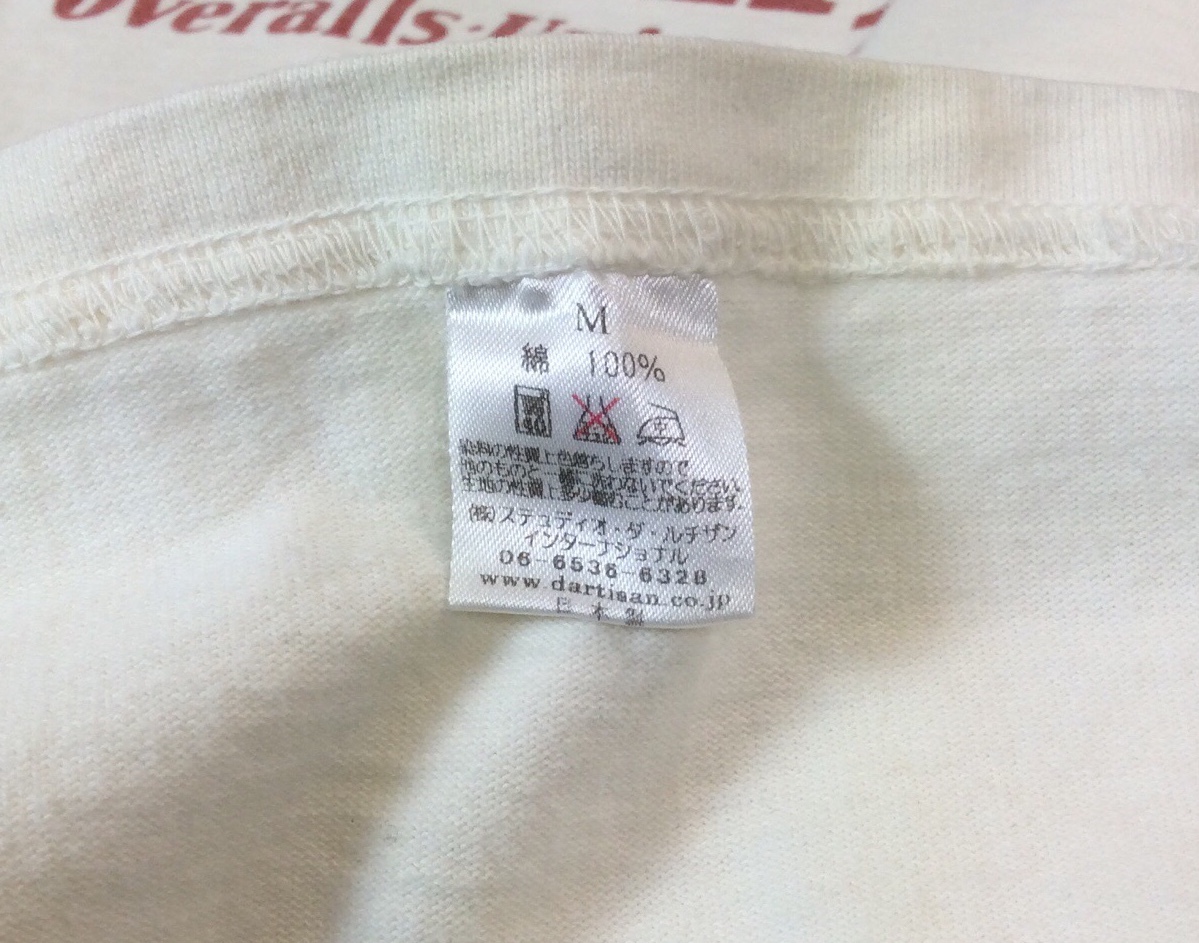 overalls
M
綿 100%
40
染料の性質上色落ちしますので
他のものと一緒に洗わないでください。
生地の性質上多少縮むことがあります。
(株)ステュディオ・ダ・ルチザン
インターナショナル
06-6536-6328
www.dartisan.co.jp
日本製